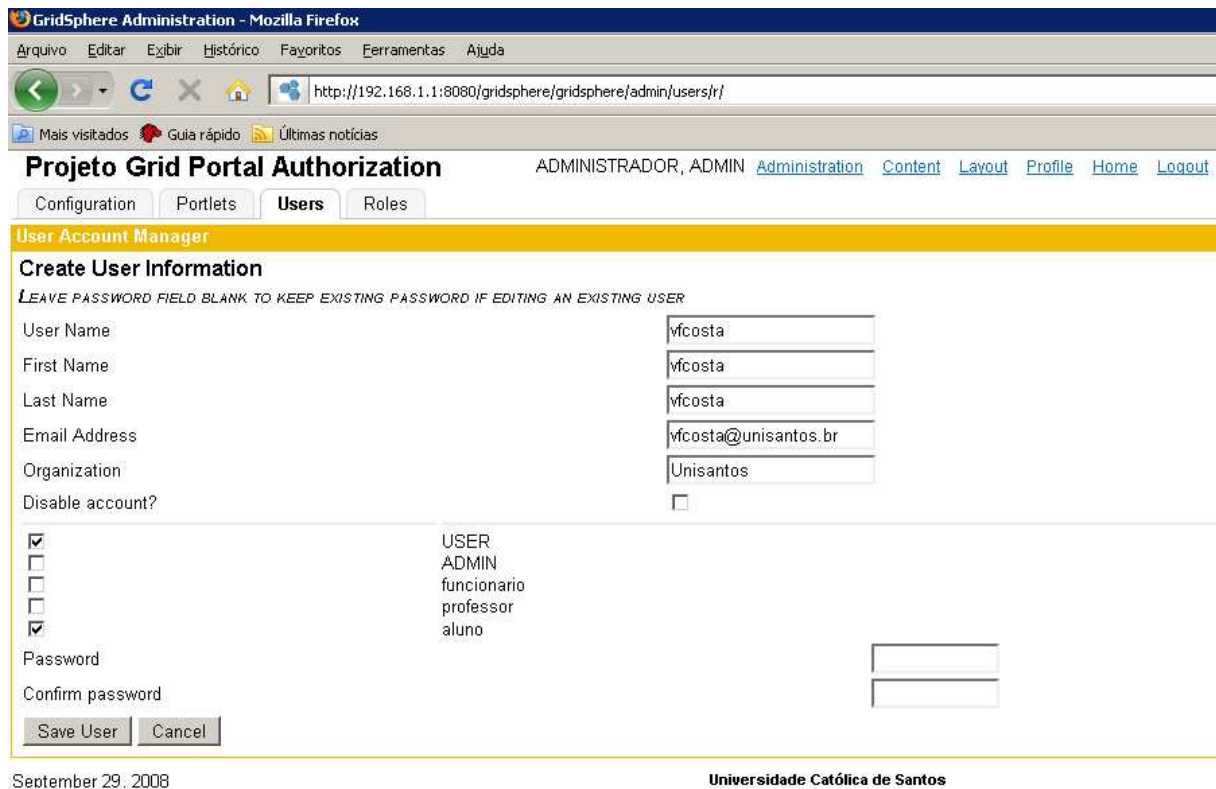 GridSphere Administration - Mozilla Firefox
Arquivo Editar Exibir Histórico Favoritos Ferramentas Ajuda
http://192.168.1.1:8080/gridsphere/gridsphere/admin/users/r/
Mais visitados Guia rápido Últimas notícias
Projeto Grid Portal Authorization ADMINISTRADOR, ADMIN Administration Content Layout Profile Home Logout
Configuration Portlets Users Roles
User Account Manager
Create User Information
LEAVE PASSWORD FIELD BLANK TO KEEP EXISTING PASSWORD IF EDITING AN EXISTING USER
User Name vfcosta
First Name vfcosta
Last Name vfcosta
Email Address vfcosta@unisantos.br
Organization Unisantos
Disable account?
USER
ADMIN
funcionario
professor
aluno
Password
Confirm password
Save User Cancel
September 29, 2008 Universidade Católica de Santos